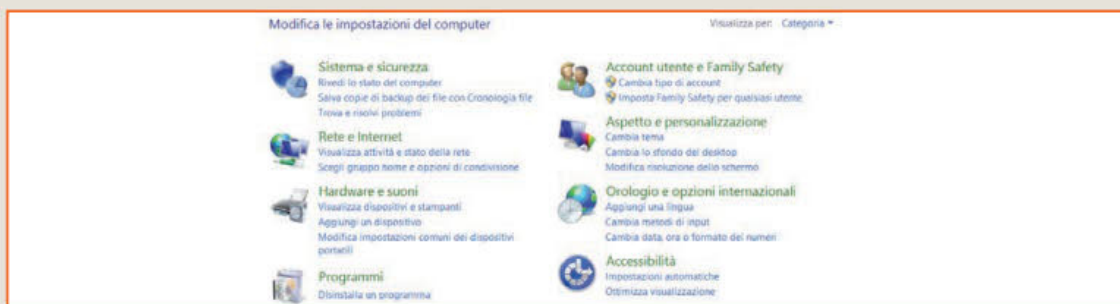 Modifica le impostazioni del computer
Visualizza per: Categoria
Sistema e sicurezza
Rivedi lo stato del computer
Salva copie di backup dei file con Cronologia file
Trova e risolvi problemi
Rete e Internet
Visualizza attività e stato della rete
Scegli gruppo home e opzioni di condivisione
Hardware e suoni
Visualizza dispositivi e stampanti
Aggiungi un dispositivo
Modifica impostazioni comuni dei dispositivi
portatili
Programmi
Disinstalla un programma
Account utente e Family Safety
Cambia tipo di account
Imposta Family Safety per qualsiasi utente
Aspetto e personalizzazione
Cambia tema
Cambia lo sfondo del desktop
Modifica risoluzione dello schermo
Orologio e opzioni internazionali
Aggiungi una lingua
Cambia metodi di input
Cambia data, ora o formato dei numeri
Accessibilità
Impostazioni automatiche
Ottimizza visualizzazione